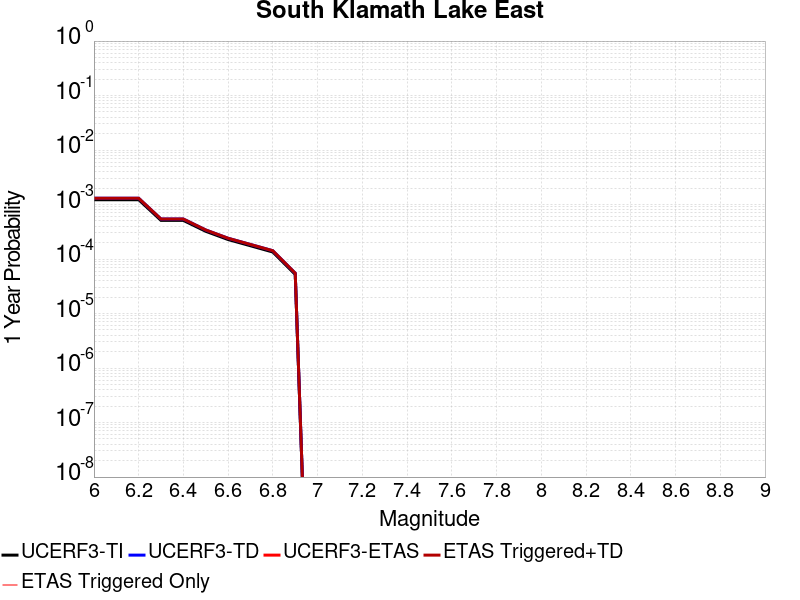 South Klamath Lake East
10^0
10^-1
10^-2
10^-3
10^-4
10^-5
10^-6
10^-7
10^-8
1 Year Probability
6 6.2 6.4 6.6 6.8 7 7.2 7.4 7.6 7.8 8 8.2 8.4 8.6 8.8 9
Magnitude
UCERF3-TI UCERF3-TD UCERF3-ETAS ETAS Triggered+TD
ETAS Triggered Only